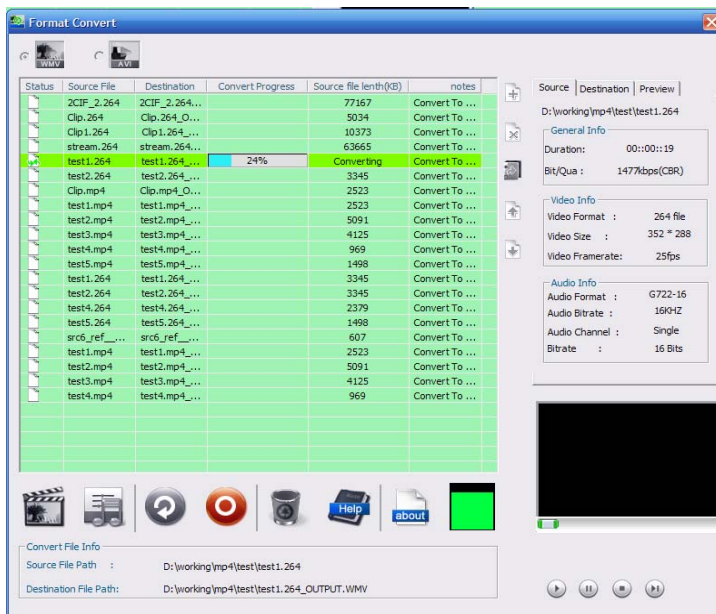 Format Convert
WMV AVI
Status Source File Destination Convert Progress Source file lenth(KB) notes
2CIF_2.264 2CIF_2.264... 77167 Convert To ...
Clip.264 Clip.264_O... 5034 Convert To ...
Clip1.264 Clip1.264_... 10373 Convert To ...
stream.264 stream.264... 63665 Convert To ...
test1.264 test1.264_... 24% Converting Convert To ...
test2.264 test2.264_... 3345 Convert To ...
Clip.mp4 Clip.mp4_O... 2523 Convert To ...
test1.mp4 test1.mp4_... 2523 Convert To ...
test2.mp4 test2.mp4_... 5091 Convert To ...
test3.mp4 test3.mp4_... 4125 Convert To ...
test4.mp4 test4.mp4_... 969 Convert To ...
test5.mp4 test5.mp4_... 1498 Convert To ...
test1.264 test1.264_... 3345 Convert To ...
test2.264 test2.264_... 3345 Convert To ...
test4.264 test4.264_... 2379 Convert To ...
test5.264 test5.264_... 1498 Convert To ...
src6_ref__... src6_ref__... 607 Convert To ...
test1.mp4 test1.mp4_... 2523 Convert To ...
test2.mp4 test2.mp4_... 5091 Convert To ...
test3.mp4 test3.mp4_... 4125 Convert To ...
test4.mp4 test4.mp4_... 969 Convert To ...
Source Destination Preview
D:\working\mp4\test\test1.264
General Info
Duration: 00::00::19
Bit/Qua : 1477kbps(CBR)
Video Info
Video Format : 264 file
Video Size : 352 * 288
Video Framerate: 25fps
Audio Info
Audio Format : G722-16
Audio Bitrate : 16KHZ
Audio Channel : Single
Bitrate : 16 Bits
Help
about
Convert File Info
Source File Path : D:\working\mp4\test\test1.264
Destination File Path: D:\working\mp4\test\test1.264_OUTPUT.WMV